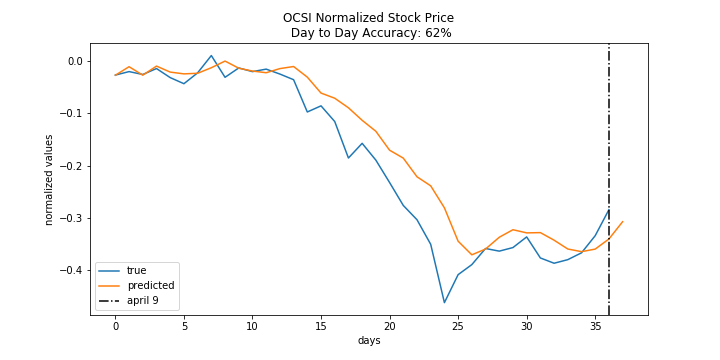 OCSI Normalized Stock Price
Day to Day Accuracy: 62%
normalized values
0.0
−0.1
−0.2
−0.3
−0.4
true
predicted
april 9
0 5 10 15 20 25 30 35
days